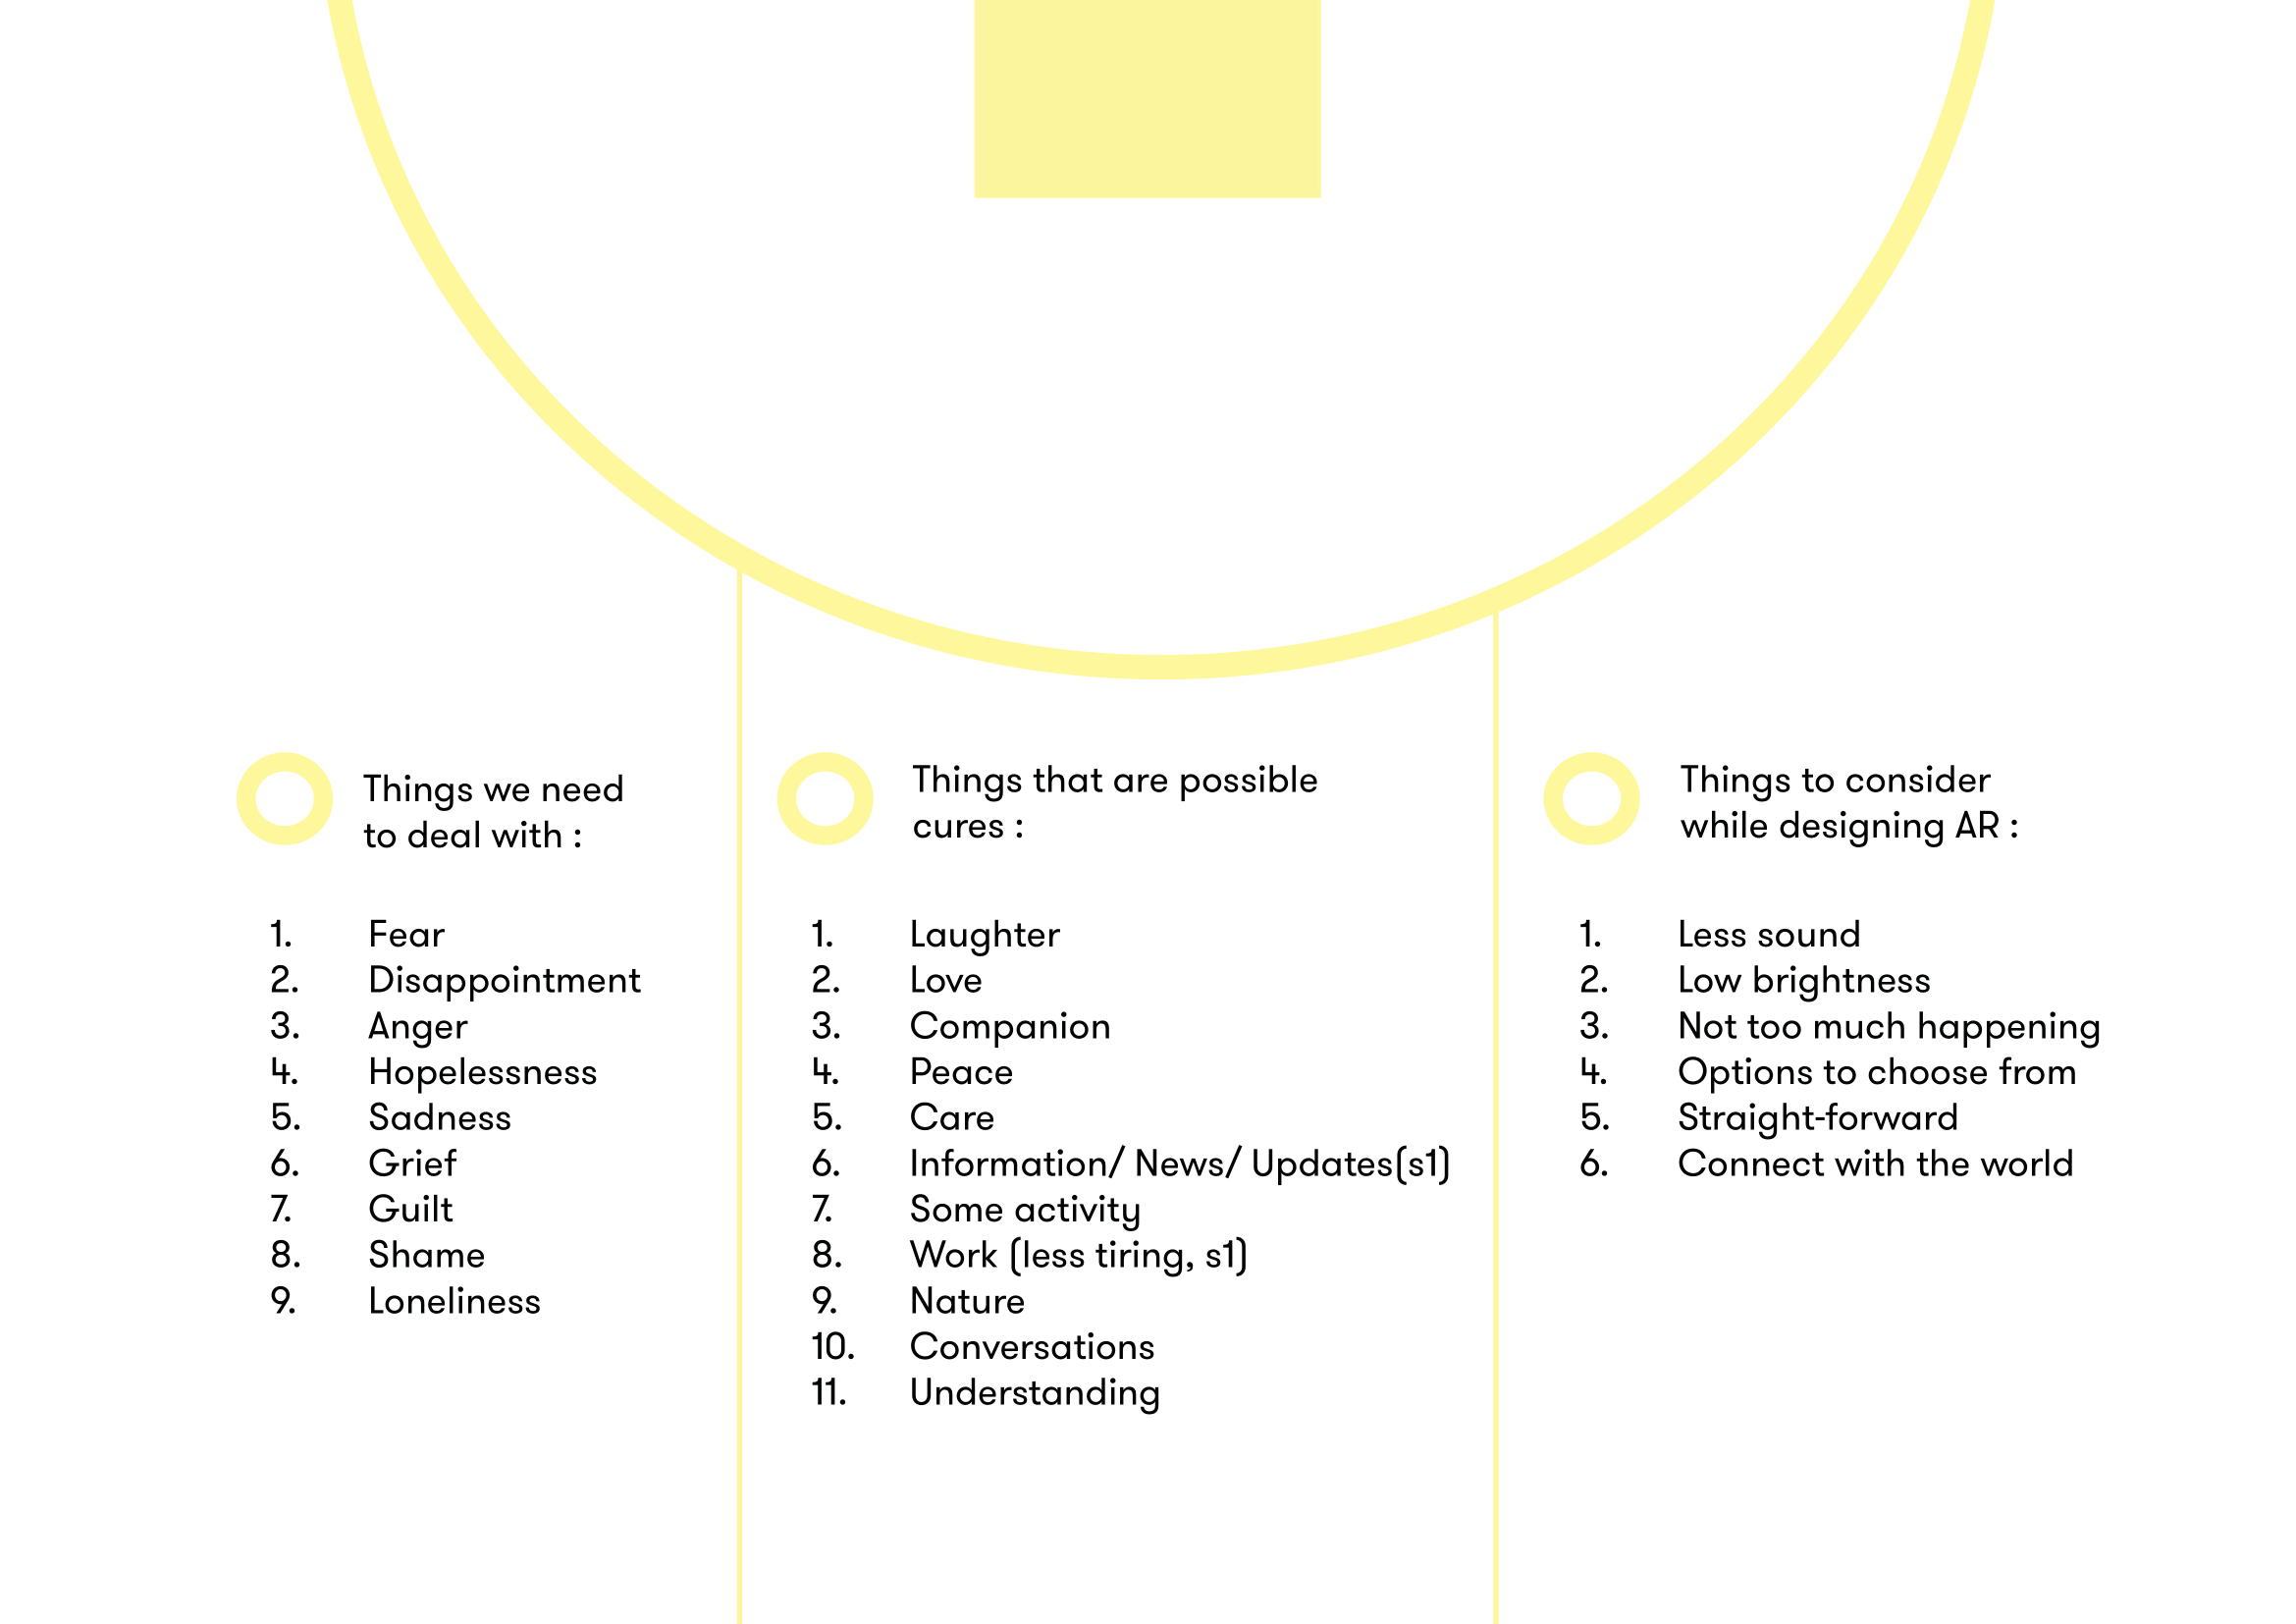 Things we need
to deal with :
1. Fear
2. Disappointment
3. Anger
4. Hopelessness
5. Sadness
6. Grief
7. Guilt
8. Shame
9. Loneliness
Things that are possible
cures :
1. Laughter
2. Love
3. Companion
4. Peace
5. Care
6. Information/ News/ Updates(s1)
7. Some activity
8. Work (less tiring, s1)
9. Nature
10. Conversations
11. Understanding
Things to consider
while designing AR :
1. Less sound
2. Low brightness
3. Not too much happening
4. Options to choose from
5. Straight-forward
6. Connect with the world